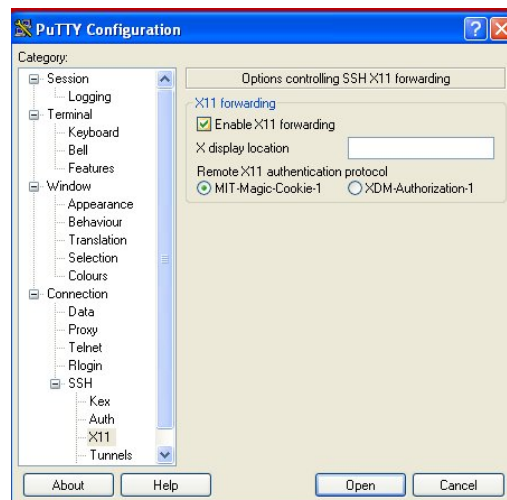 PuTTY Configuration
Category:
Session
Logging
Terminal
Keyboard
Bell
Features
Window
Appearance
Behaviour
Translation
Selection
Colours
Connection
Data
Proxy
Telnet
Rlogin
SSH
Kex
Auth
X11
Tunnels
Options controlling SSH X11 forwarding
X11 forwarding
Enable X11 forwarding
X display location
Remote X11 authentication protocol
MIT-Magic-Cookie-1 XDM-Authorization-1
About Help Open Cancel